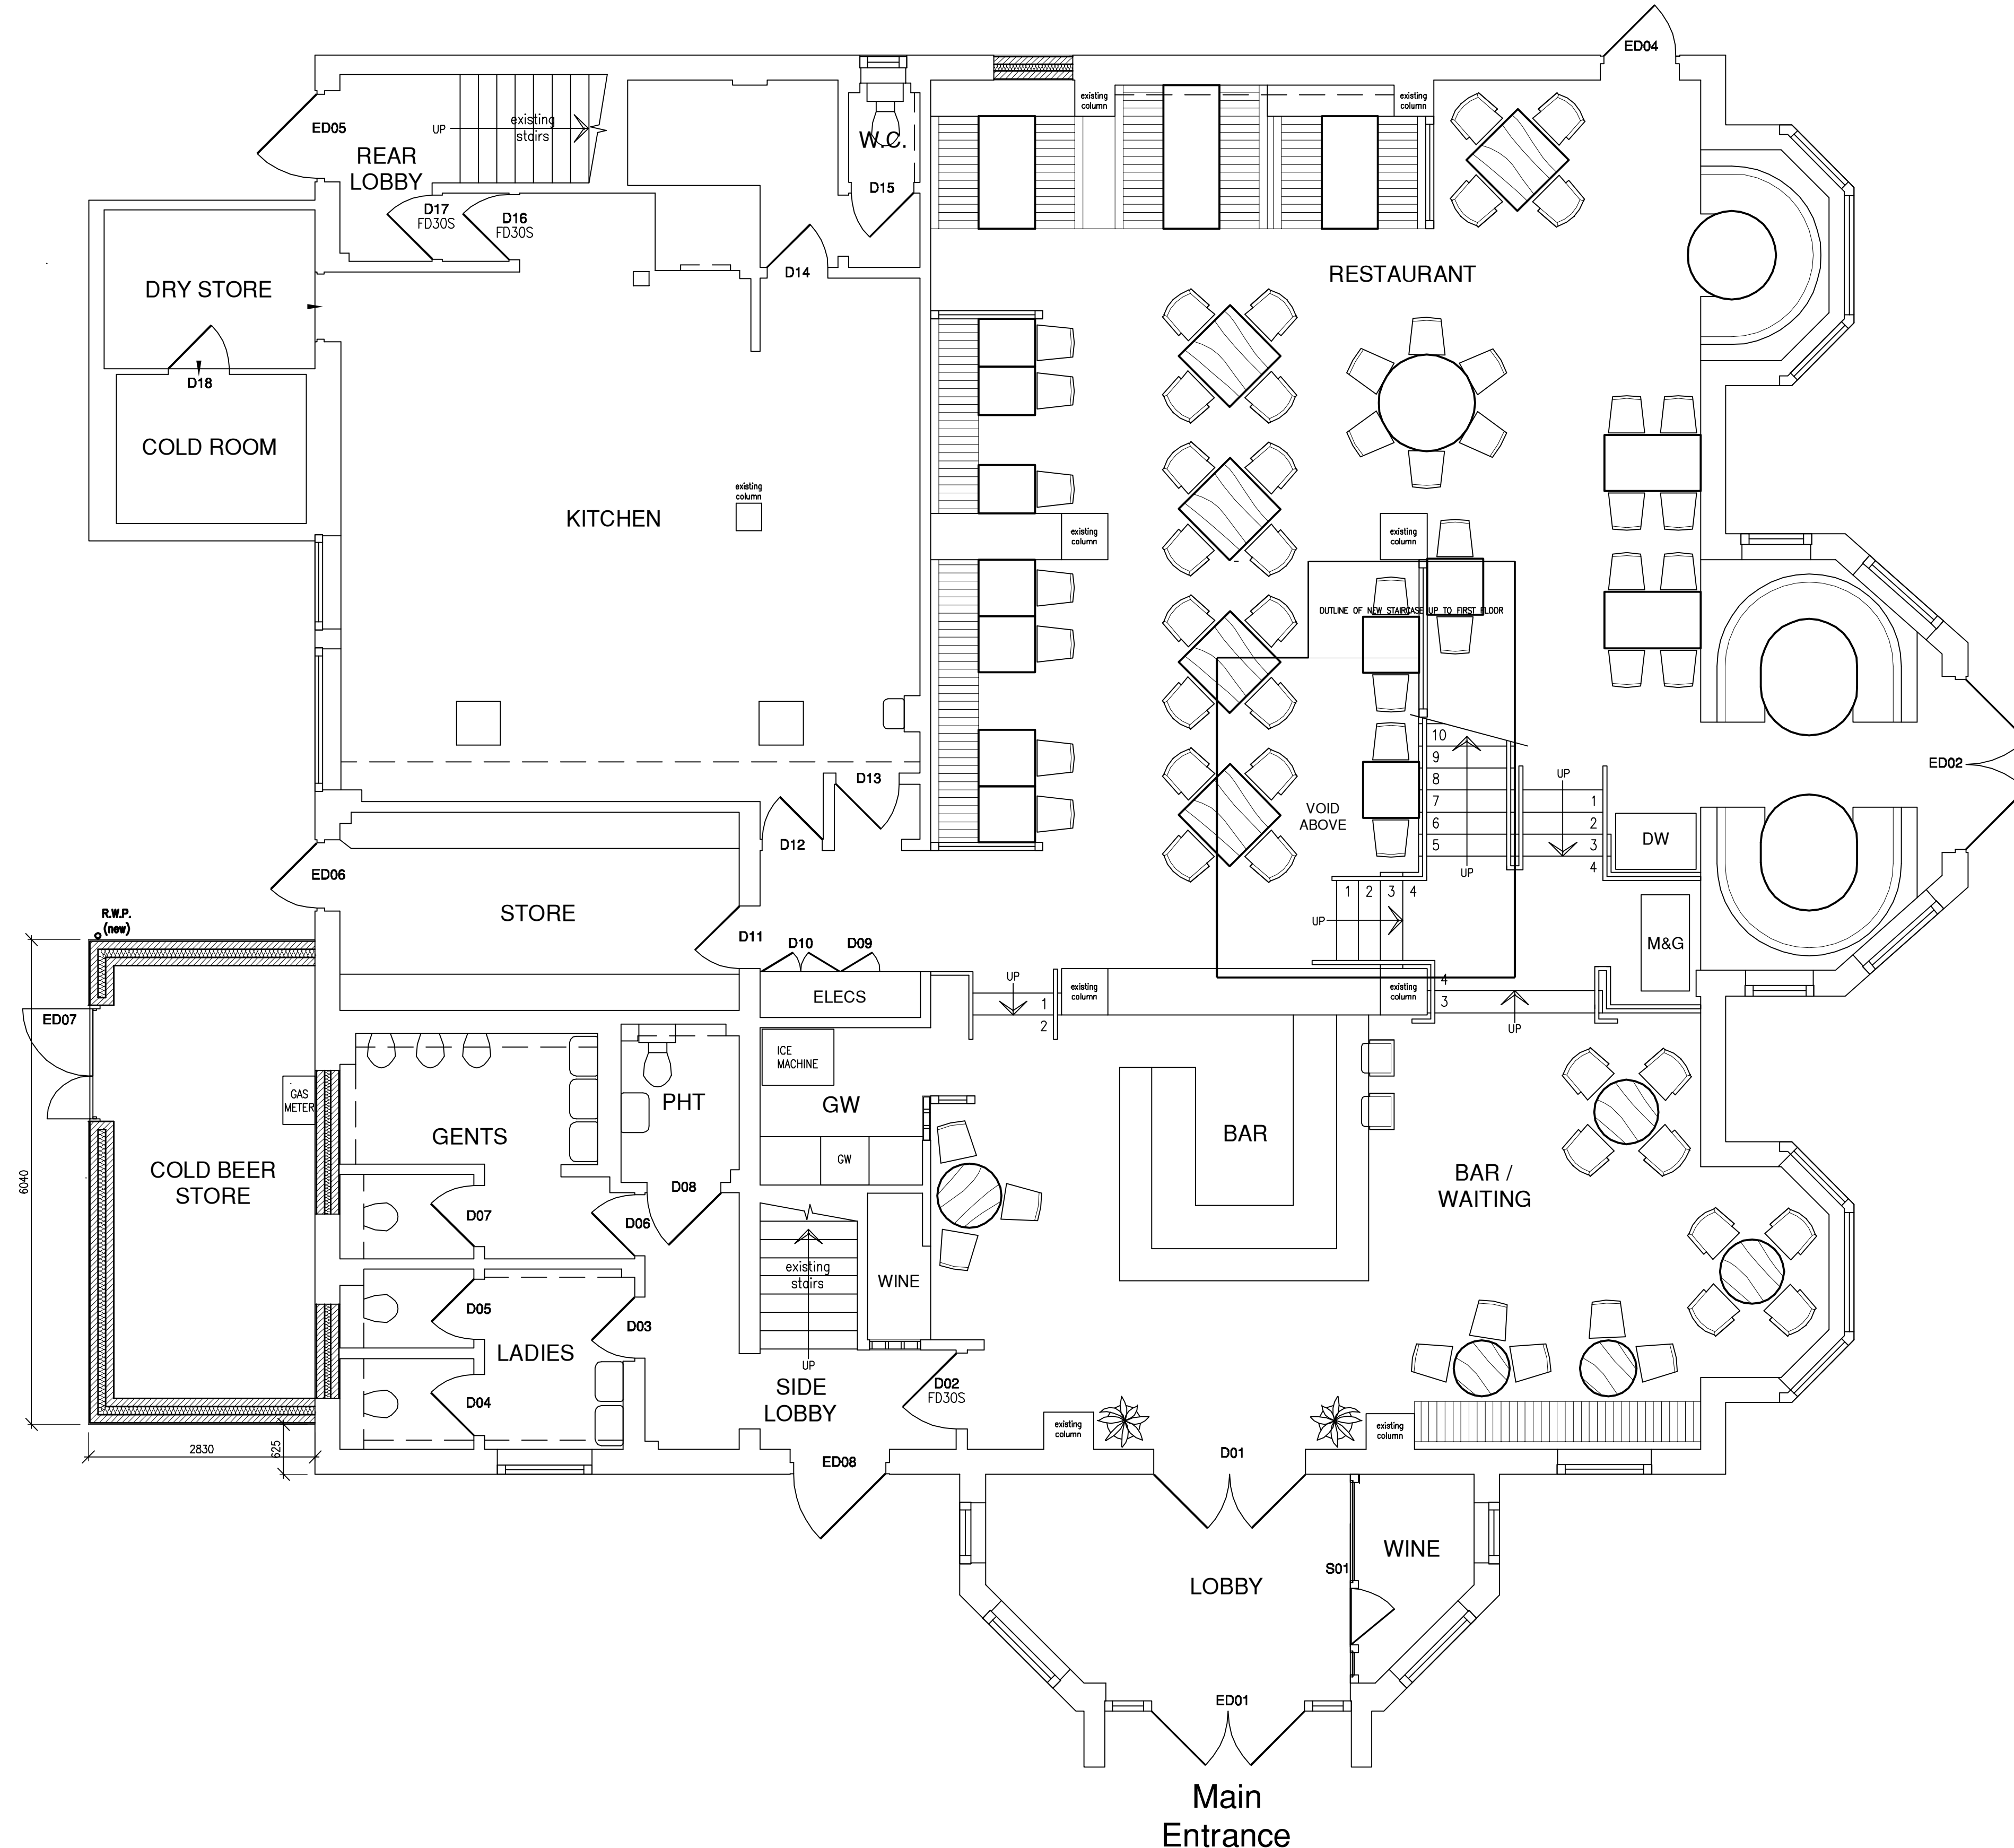 ED04
existing
column
existing
column
ED05
UP
existing
stairs
REAR
LOBBY
W.C.
D15
D17
FD30S
D16
FD30S
D14
RESTAURANT
DRY STORE
D18
COLD ROOM
KITCHEN
existing
column
existing
column
existing
column
OUTLINE OF NEW STAIRCASE UP TO FIRST FLOOR
10
9
8
7
6
5
UP
UP
1
2
3
4
DW
ED02
VOID
ABOVE
D13
D12
ED06
STORE
D11
D10
D09
1
2
3
4
UP
R.W.P.
(new)
M&G
ELECS
UP
1
2
existing
column
existing
column
4
3
UP
ED07
ICE
MACHINE
GAS
METER
GW
PHT
GENTS
BAR
GW
6040
COLD BEER
STORE
BAR /
WAITING
D08
D07
D06
existing
stairs
WINE
D05
D03
LADIES
UP
SIDE
LOBBY
D02
FD30S
D04
existing
column
existing
column
2830
625
ED08
D01
WINE
S01
LOBBY
ED01
Main
Entrance